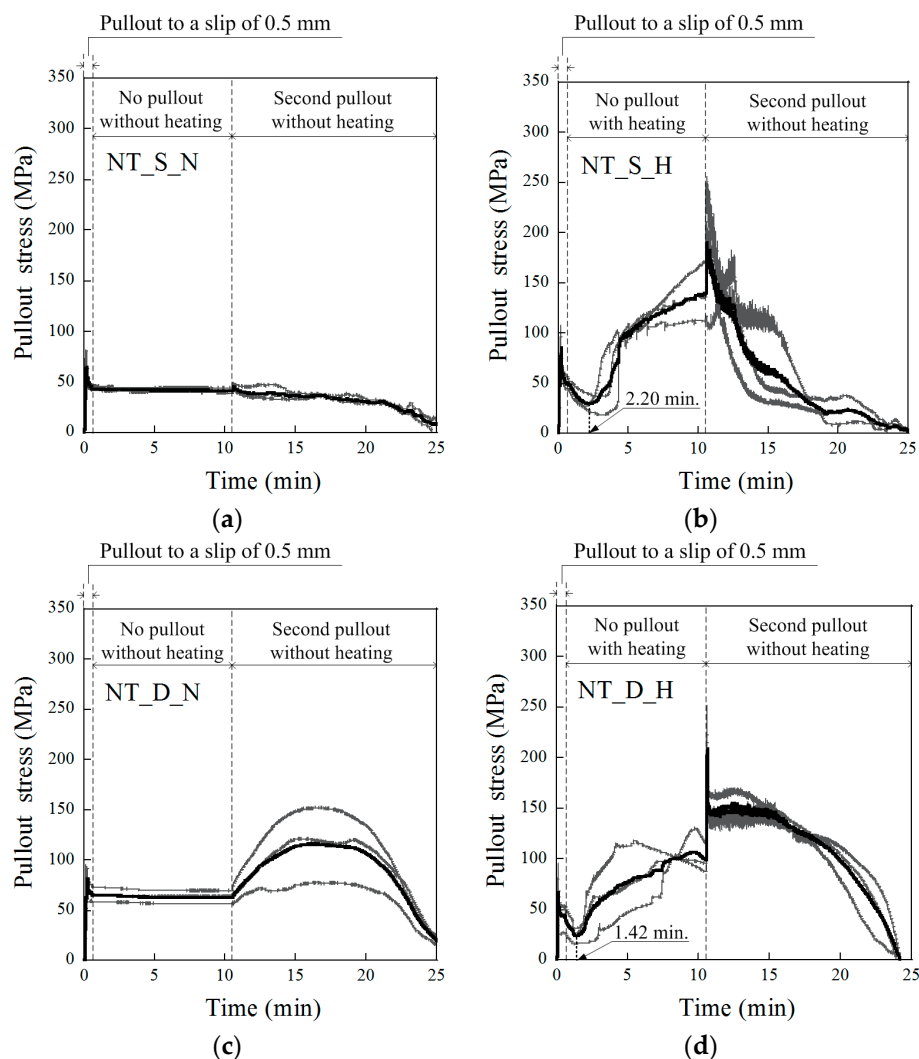 Pullout to a slip of 0.5 mm
350
300
250
200
150
100
50
0
Pullout stress (MPa)
No pullout
without heating
Second pullout
without heating
NT_S_N
0 5 10 15 20 25
Time (min)
(a)
Pullout to a slip of 0.5 mm
350
300
250
200
150
100
50
0
Pullout stress (MPa)
No pullout
with heating
Second pullout
without heating
NT_S_H
2.20 min.
0 5 10 15 20 25
Time (min)
(b)
Pullout to a slip of 0.5 mm
350
300
250
200
150
100
50
0
Pullout stress (MPa)
No pullout
without heating
Second pullout
without heating
NT_D_N
0 5 10 15 20 25
Time (min)
(c)
Pullout to a slip of 0.5 mm
350
300
250
200
150
100
50
0
Pullout stress (MPa)
No pullout
with heating
Second pullout
without heating
NT_D_H
1.42 min.
0 5 10 15 20 25
Time (min)
(d)